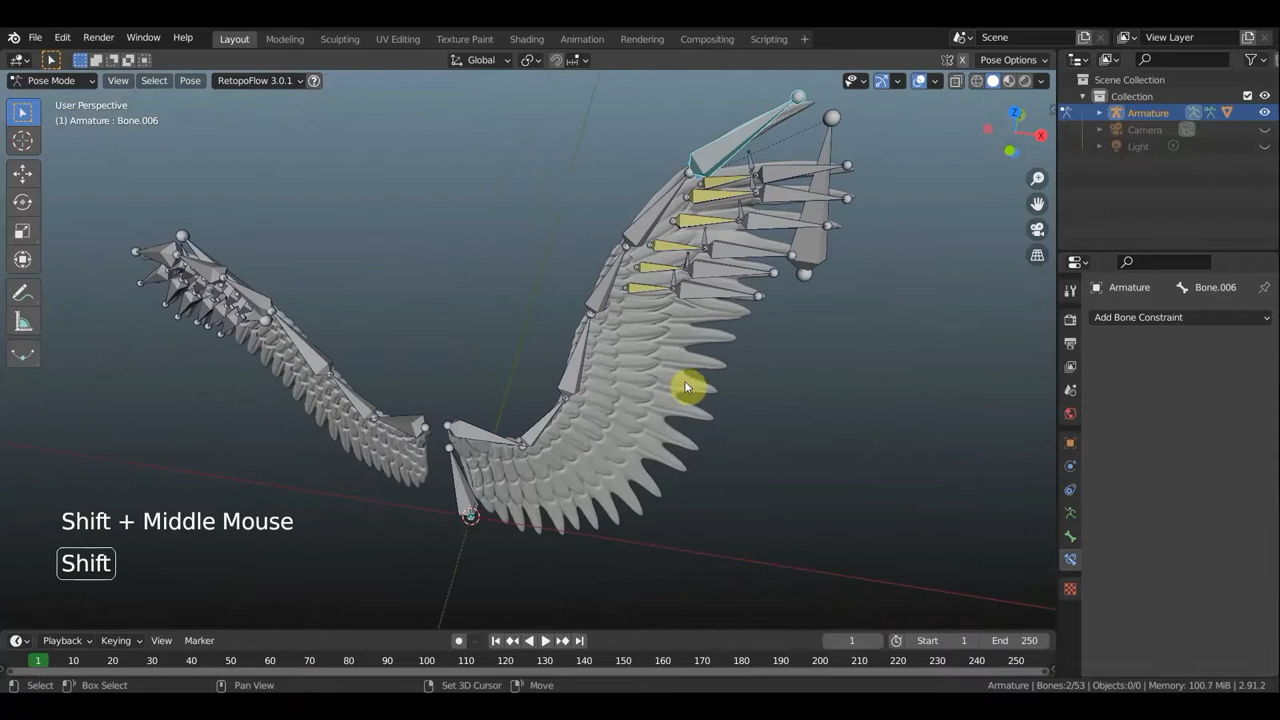 File Edit Render Window Help Layout Modeling Sculpting UV Editing Texture Paint Shading Animation Rendering Compositing Scripting + Scene View Layer
Global Pose Options
Pose Mode View Select Pose RetopoFlow 3.0.1 Scene Collection
User Perspective Collection
(1) Armature : Bone.006 Armature
Z Camera
X Light
Armature Bone.006
Add Bone Constraint
Shift + Middle Mouse
Shift
Playback Keying View Marker 1 Start 1 End 250
1 10 20 30 40 50 60 70 80 90 100 110 120 130 140 150 160 170 180 190 200 210 220 230 240 250
Select Box Select Pan View Set 3D Cursor Move Armature | Bones:2/53 | Objects:0/0 | Memory: 100.7 MiB | 2.91.2